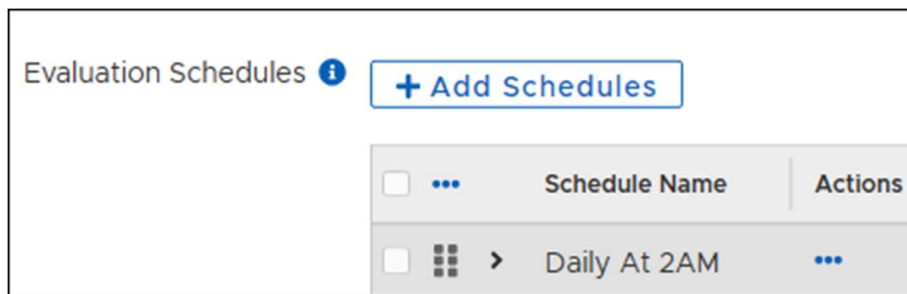 Evaluation Schedules
+ Add Schedules
Schedule Name Actions
Daily At 2AM